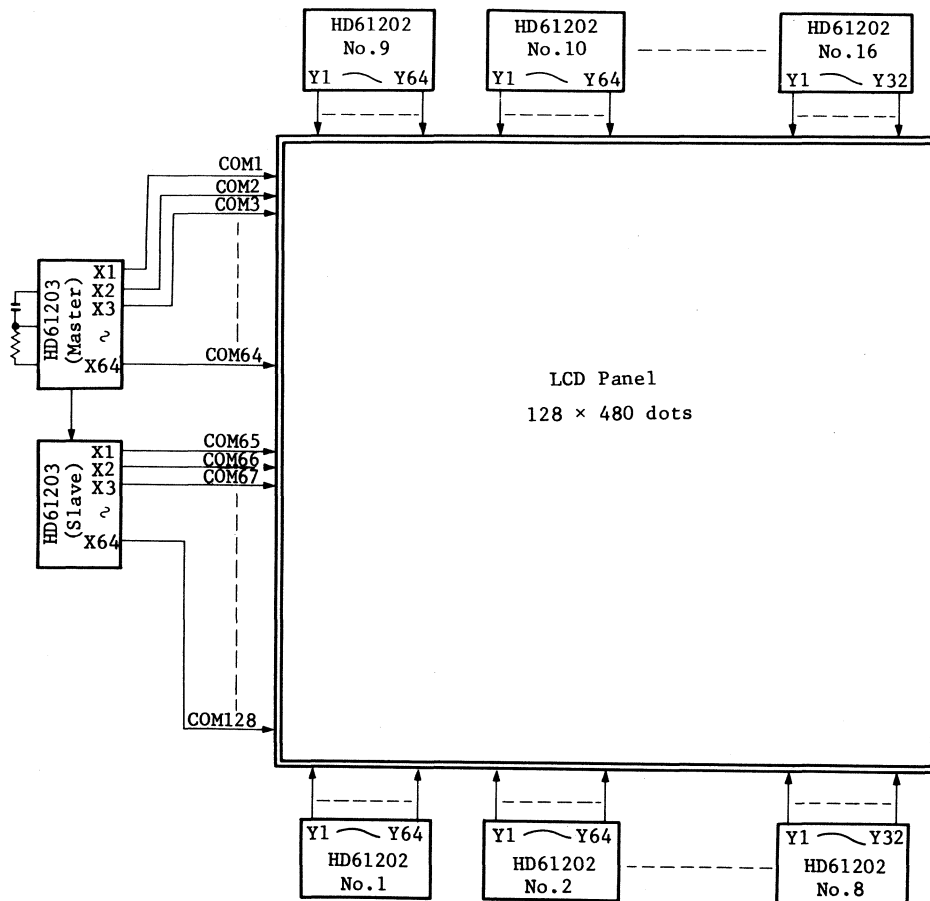 HD61202
No.9
Y1 Y64
HD61202
No.10
Y1 Y64
HD61202
No.16
Y1 Y32
COM1
COM2
COM3
HD61203
(Master)
X1
X2
X3
~
X64
COM64
LCD Panel
128 × 480 dots
HD61203
(Slave)
X1
X2
X3
~
X64
COM65
COM66
COM67
COM128
Y1 Y64
HD61202
No.1
Y1 Y64
HD61202
No.2
Y1 Y32
HD61202
No.8